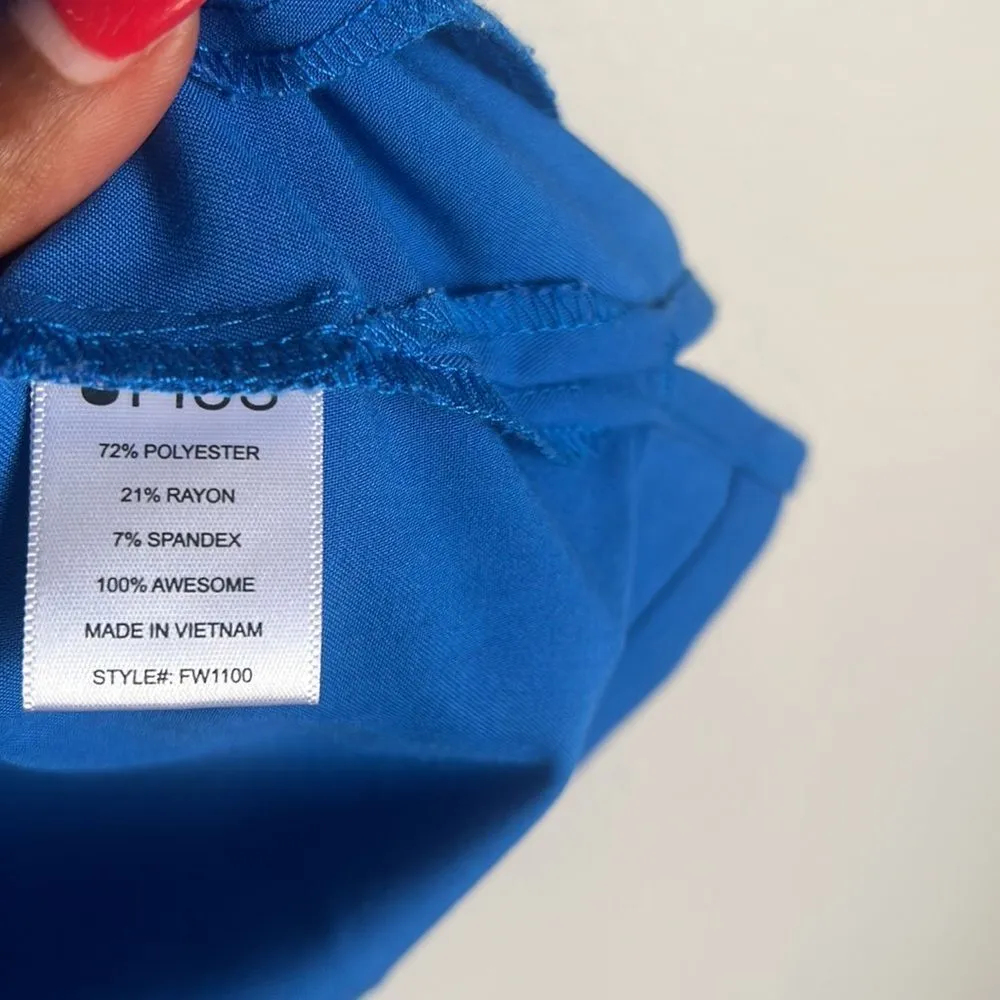 72% POLYESTER
21% RAYON
7% SPANDEX
100% AWESOME
MADE IN VIETNAM
STYLE#: FW1100